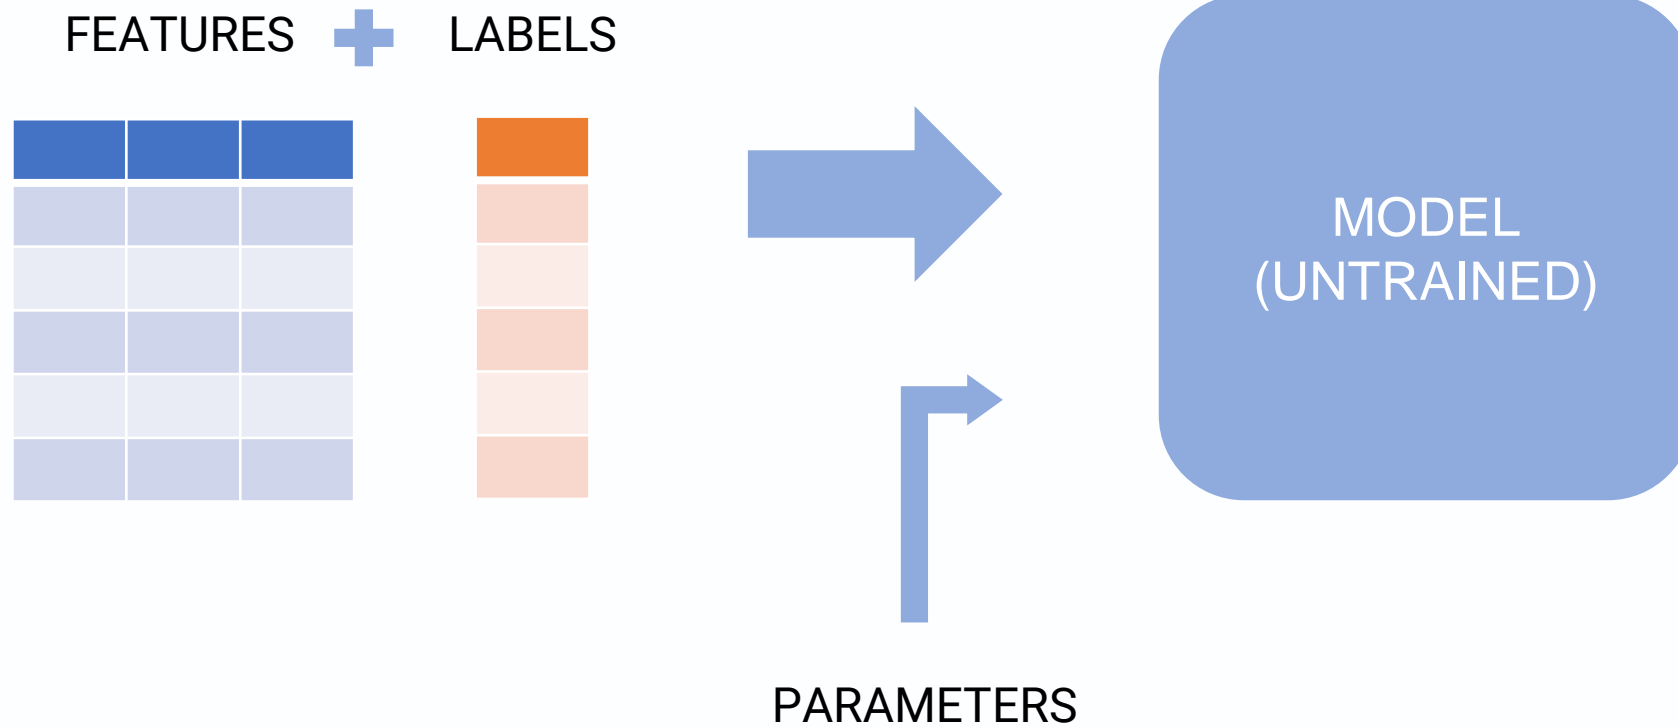 FEATURES
LABELS
MODEL
(UNTRAINED)
PARAMETERS